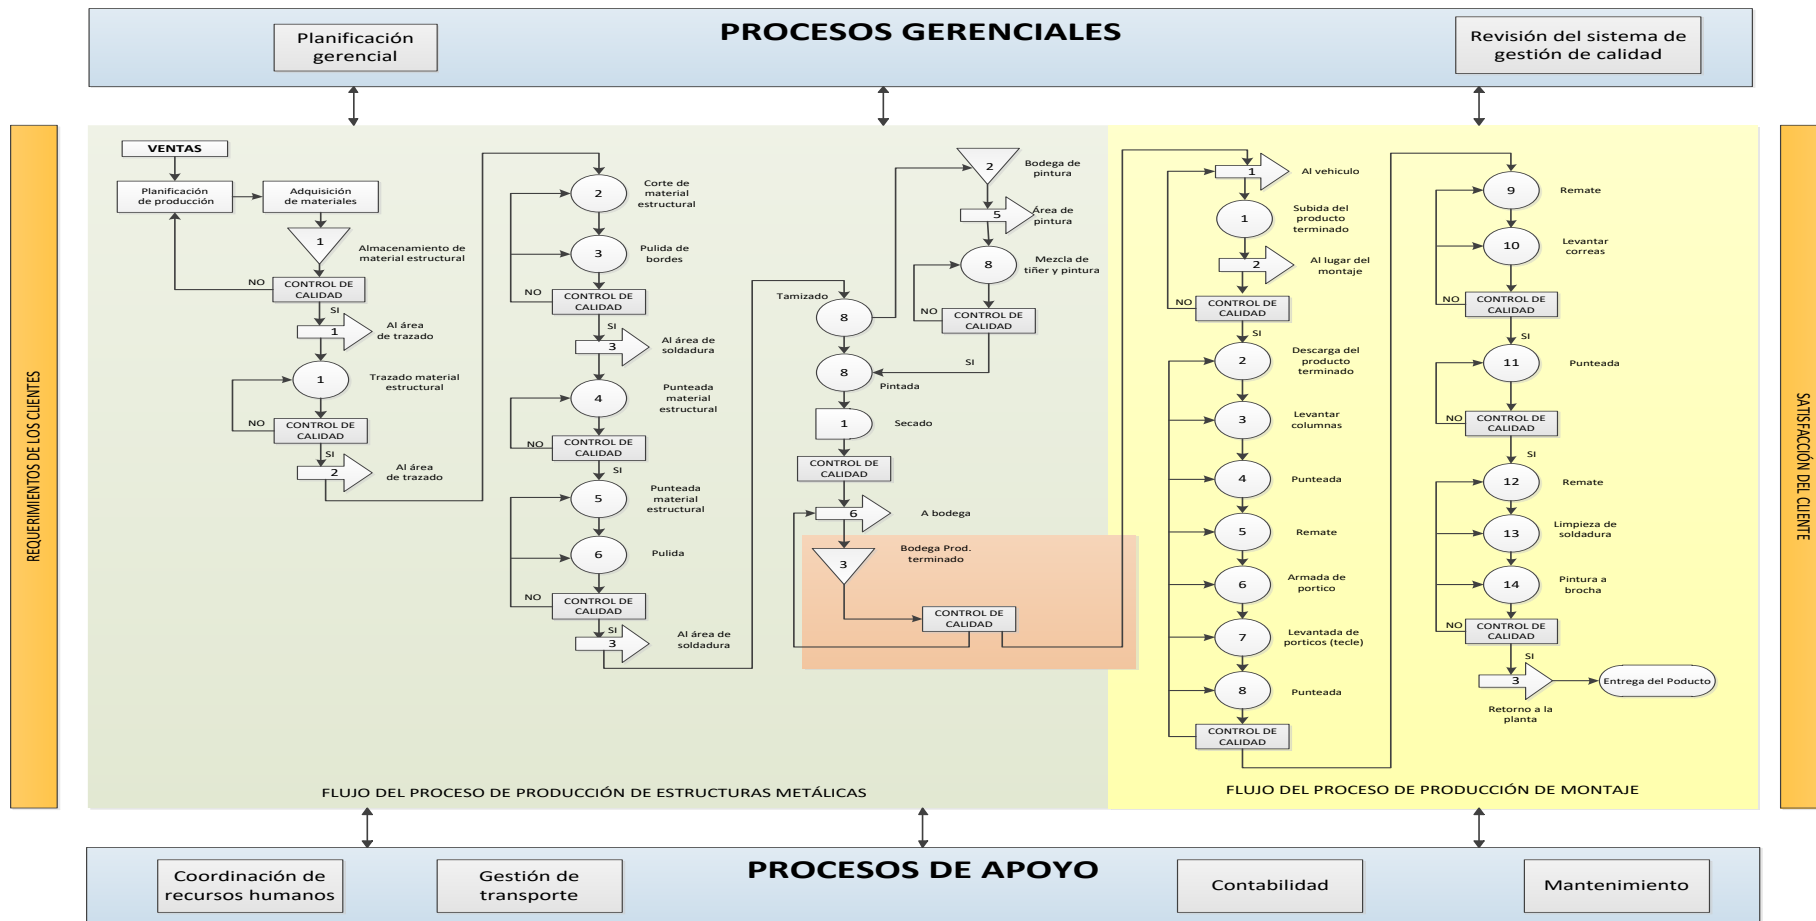 PROCESOS GERENCIALES
Planificación
gerencial
Revisión del sistema de
gestión de calidad
REQUERIMIENTOS DE LOS CLIENTES
VENTAS
Planificación
de producción
Adquisición
de materiales
1
Almacenamiento de
material estructural
NO
CONTROL DE
CALIDAD
SI
1
Al área
de trazado
1
Trazado material
estructural
NO
CONTROL DE
CALIDAD
SI
2
Al área
de trazado
2
Corte de
material
estructural
3
Pulida de
bordes
NO
CONTROL DE
CALIDAD
SI
3
Al área de
soldadura
4
Punteada
material
estructural
NO
CONTROL DE
CALIDAD
SI
5
Punteada
material
estructural
6
Pulida
NO
CONTROL DE
CALIDAD
SI
3
Al área de
soldadura
2
Bodega de
pintura
5
Área de
pintura
8
Mezcla de
tiñer y pintura
NO
CONTROL DE
CALIDAD
SI
Tamizado
8
8
Pintada
1
Secado
CONTROL DE
CALIDAD
6
A bodega
3
Bodega Prod.
terminado
CONTROL DE
CALIDAD
FLUJO DEL PROCESO DE PRODUCCIÓN DE ESTRUCTURAS METÁLICAS
1
Al vehiculo
1
Subida del
producto
terminado
2
Al lugar del
montaje
NO
CONTROL DE
CALIDAD
SI
2
Descarga del
producto
terminado
3
Levantar
columnas
4
Punteada
5
Remate
6
Armada de
portico
7
Levantada de
porticos (tecle)
8
Punteada
CONTROL DE
CALIDAD
9
Remate
10
Levantar
correas
NO
CONTROL DE
CALIDAD
SI
11
Punteada
NO
CONTROL DE
CALIDAD
SI
12
Remate
13
Limpieza de
soldadura
14
Pintura a
brocha
NO
CONTROL DE
CALIDAD
SI
3
Retorno a la
planta
Entrega del Poducto
FLUJO DEL PROCESO DE PRODUCCIÓN DE MONTAJE
SATISFACCIÓN DEL CLIENTE
PROCESOS DE APOYO
Coordinación de
recursos humanos
Gestión de
transporte
Contabilidad
Mantenimiento